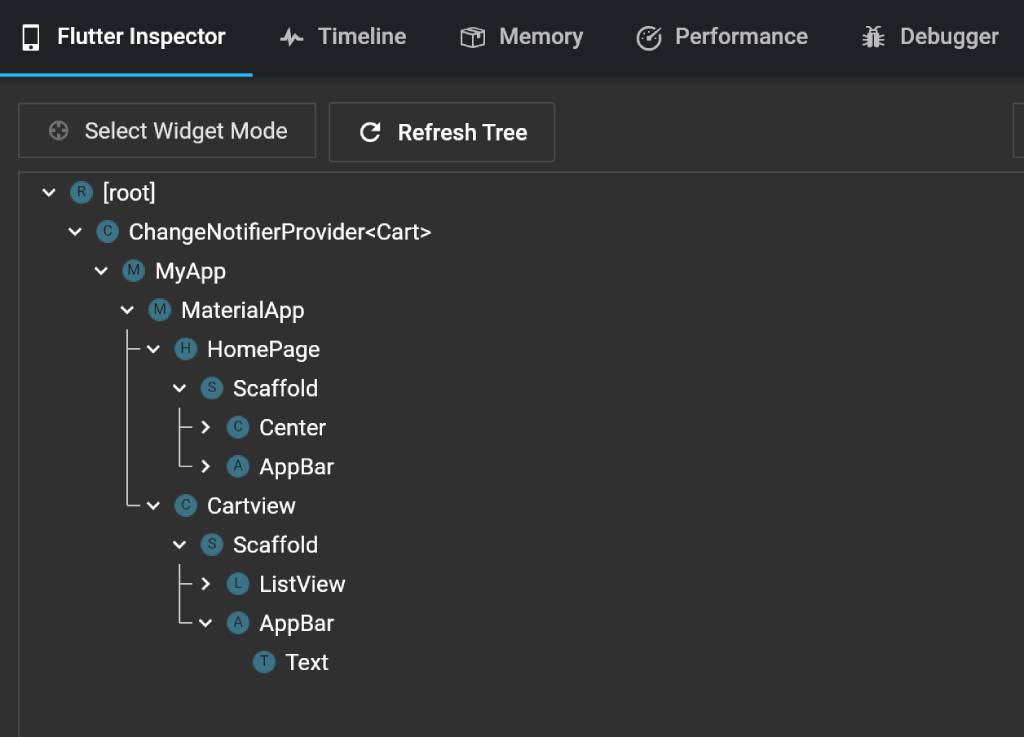 Flutter Inspector Timeline Memory Performance Debugger
Select Widget Mode Refresh Tree
R [root]
C ChangeNotifierProvider<Cart>
M MyApp
M MaterialApp
H HomePage
S Scaffold
C Center
A AppBar
C Cartview
S Scaffold
L ListView
A AppBar
T Text